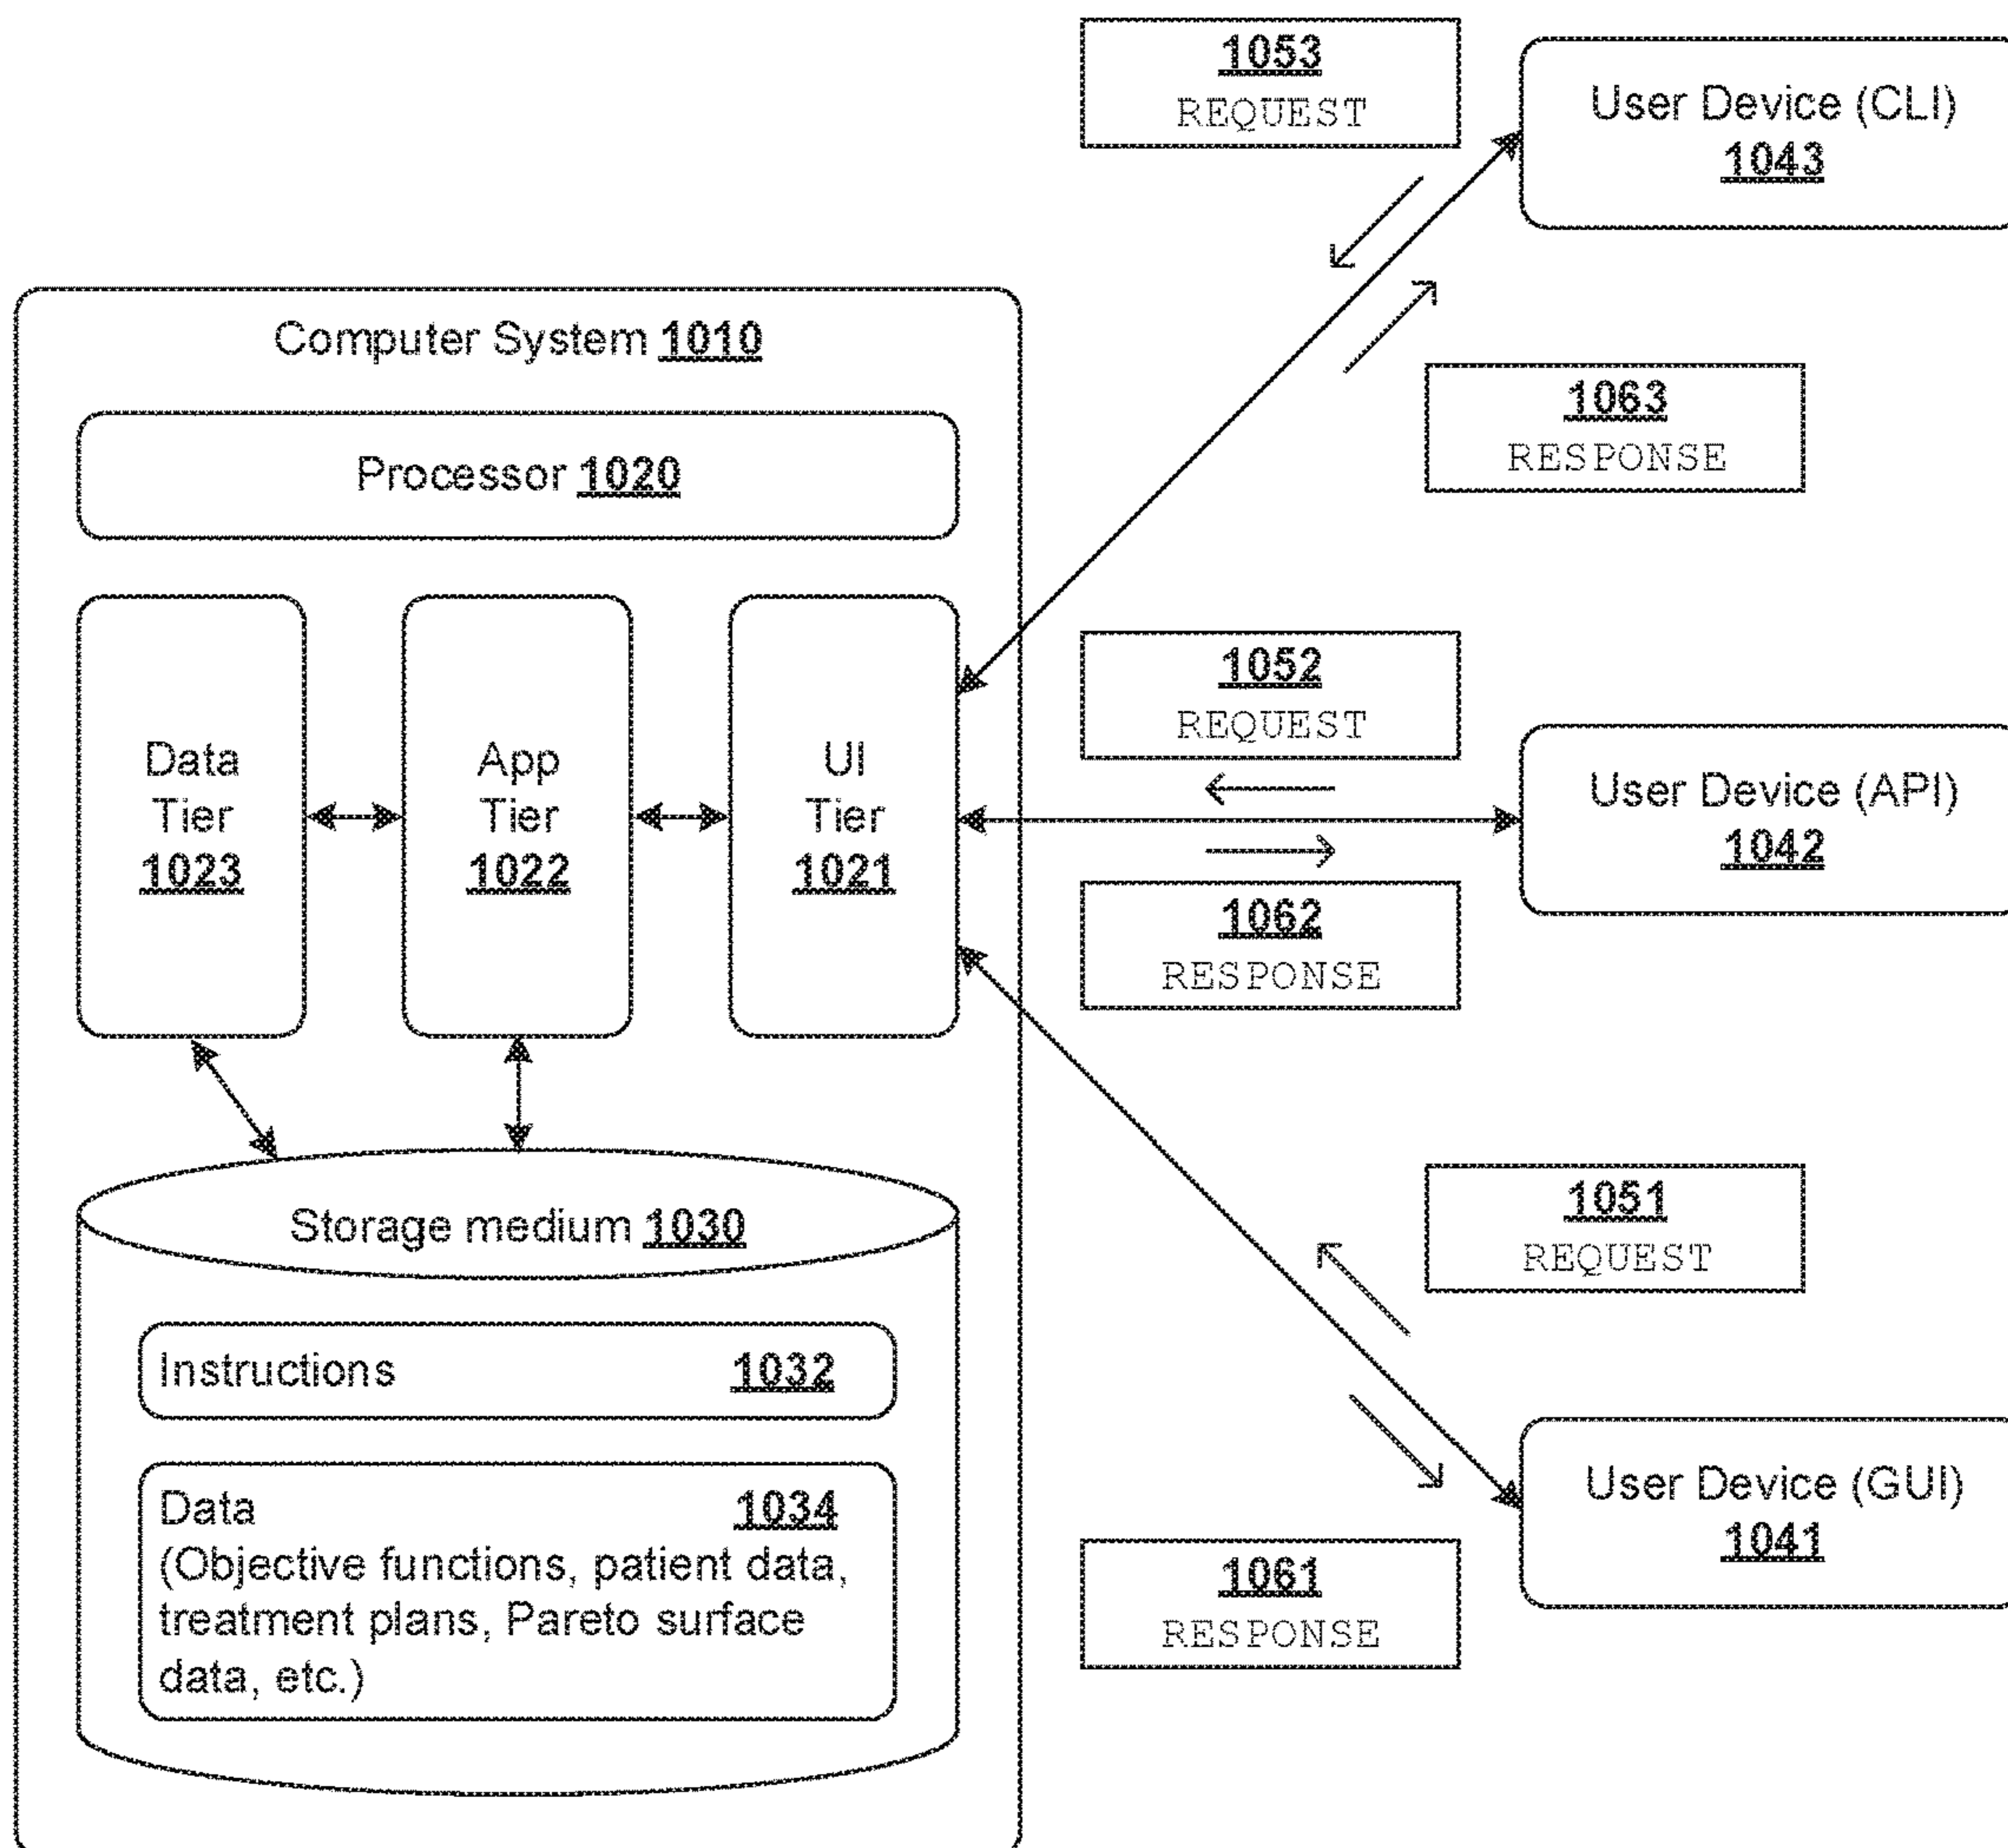 1053
REQUEST
User Device (CLI)
1043
Computer System 1010
Processor 1020
1063
RESPONSE
Data
Tier
1023
App
Tier
1022
UI
Tier
1021
1052
REQUEST
User Device (API)
1042
1062
RESPONSE
Storage medium 1030
1051
REQUEST
Instructions 1032
Data 1034
(Objective functions, patient data,
treatment plans, Pareto surface
data, etc.)
User Device (GUI)
1041
1061
RESPONSE